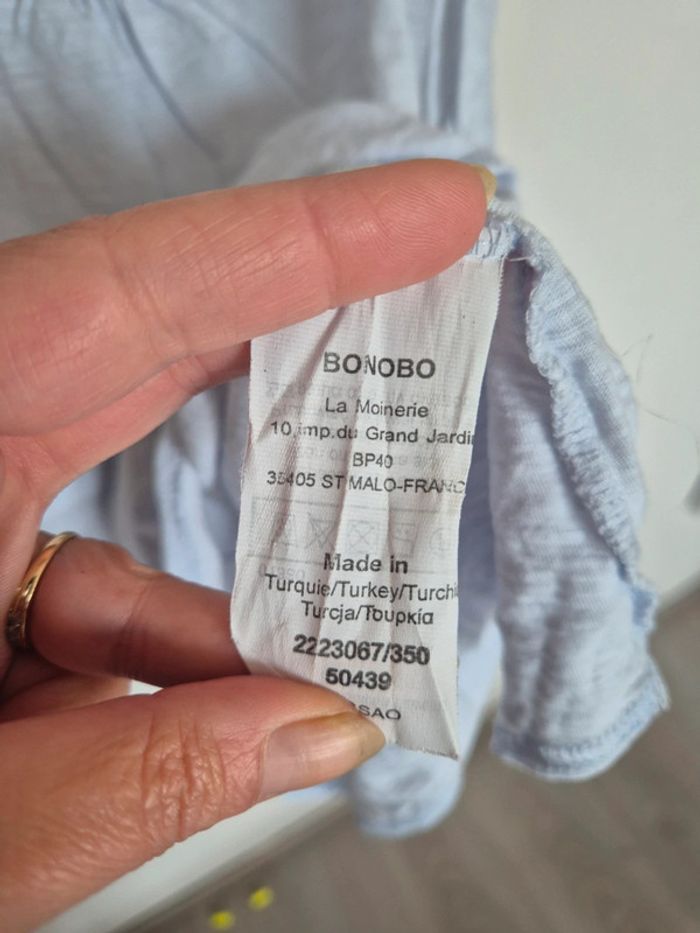 BONOBO
La Moinerie
10,imp.du Grand Jardi
BP40
35405 ST MALO-FRANC
Made in
Turquie/Turkey/Turchi
Turcja/Τουρκία
2223067/350
50439